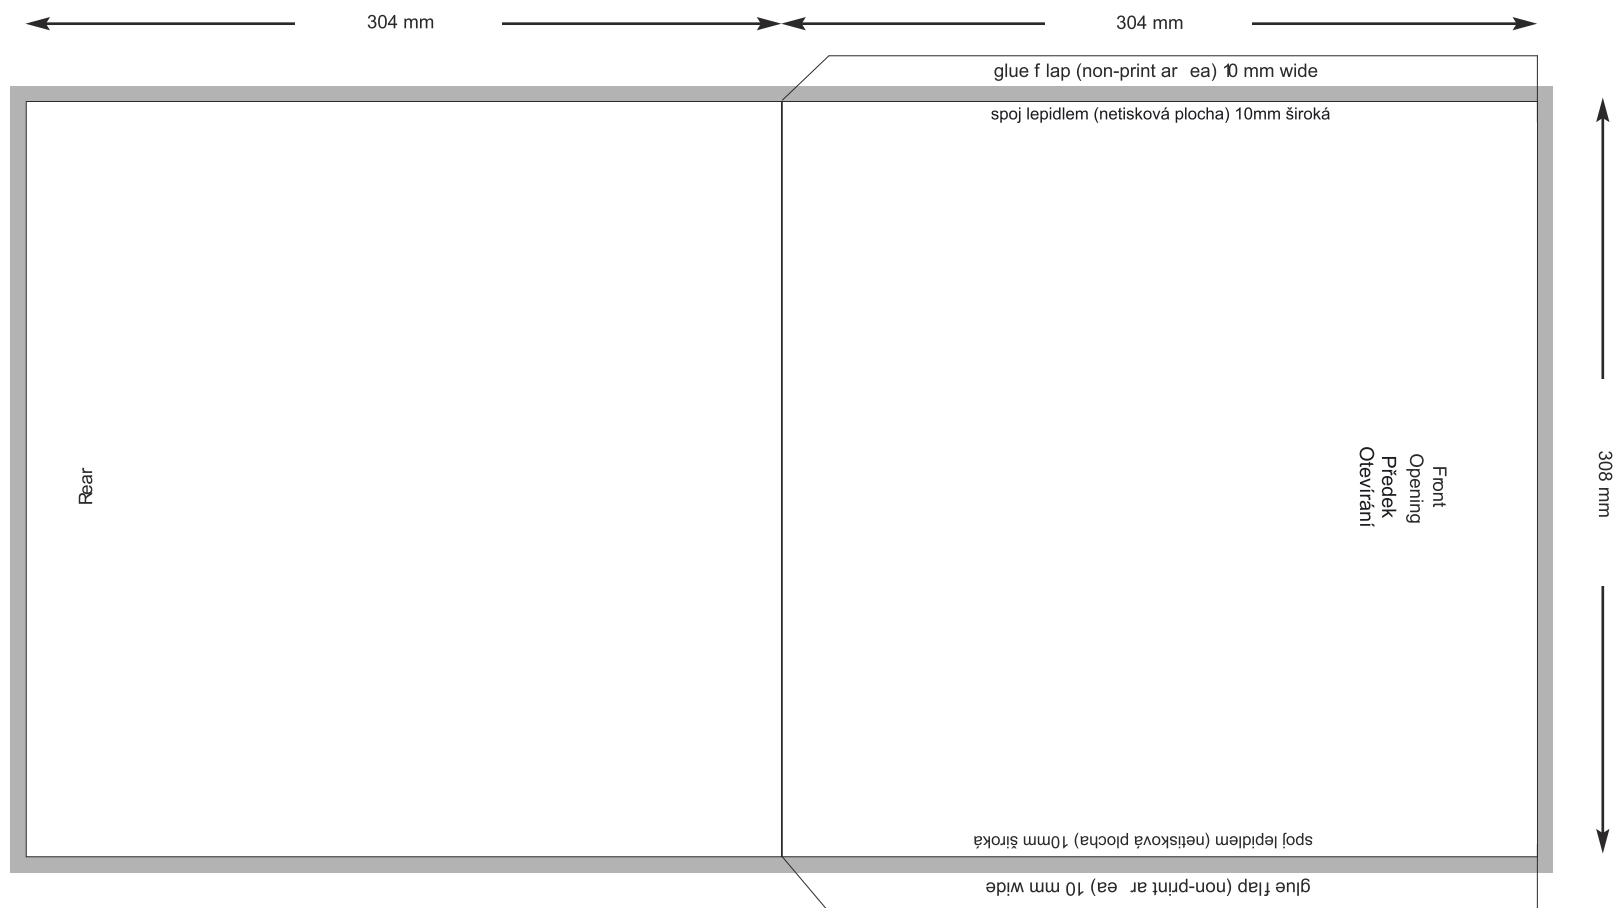 304 mm
304 mm
glue f lap (non-print ar ea) 10 mm wide
spoj lepidlem (netisková plocha) 10mm široká
Rear
Front
Opening
Předek
Otevírání
308 mm
spoj lepidlem (netisková plocha) 10mm široká
glue f lap (non-print ar ea) 10 mm wide